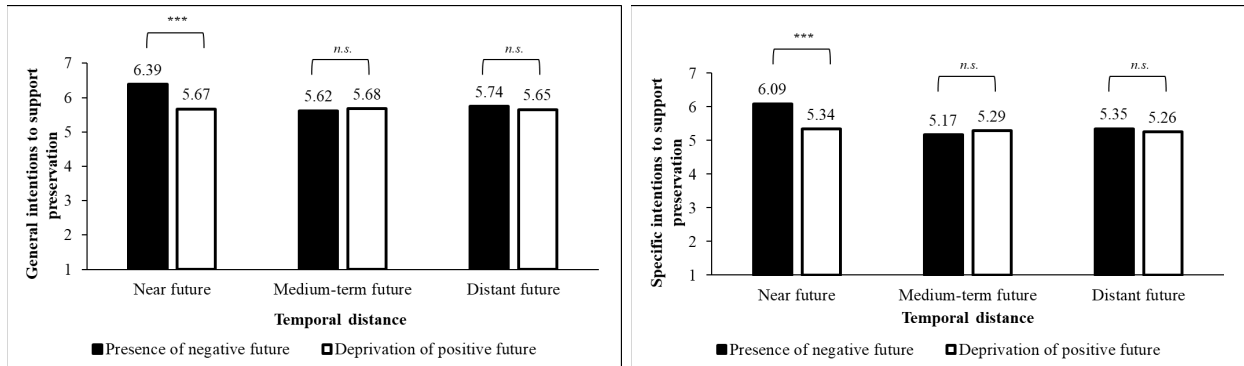 ***
n.s.
n.s.
7
6.39
6
5.67
5.62
5.68
5.74
5.65
5
4
3
2
1
General intentions to support
preservation
Near future
Medium-term future
Distant future
Temporal distance
Presence of negative future
Deprivation of positive future
***
n.s.
n.s.
7
6.09
6
5.34
5.17
5.29
5.35
5.26
5
4
3
2
1
Specific intentions to support
preservation
Near future
Medium-term future
Distant future
Temporal distance
Presence of negative future
Deprivation of positive future